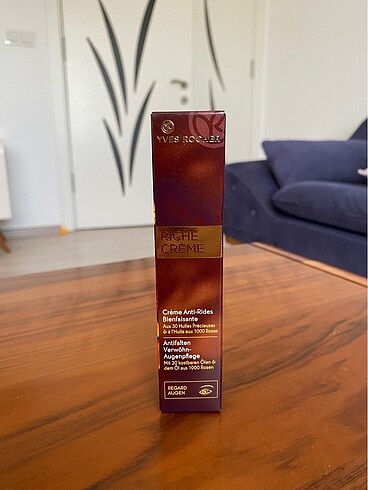 YVES ROCHER
RICHE
CRÈME
Crème Anti-Rides
Bienfaisante
Aux 30 Huiles Précieuses
& à l'Huile aux 1000 Roses
Antifalten
Verwöhn-
Augenpflege
Mit 30 kostbaren Ölen &
dem Öl aus 1000 Rosen
REGARD
AUGEN